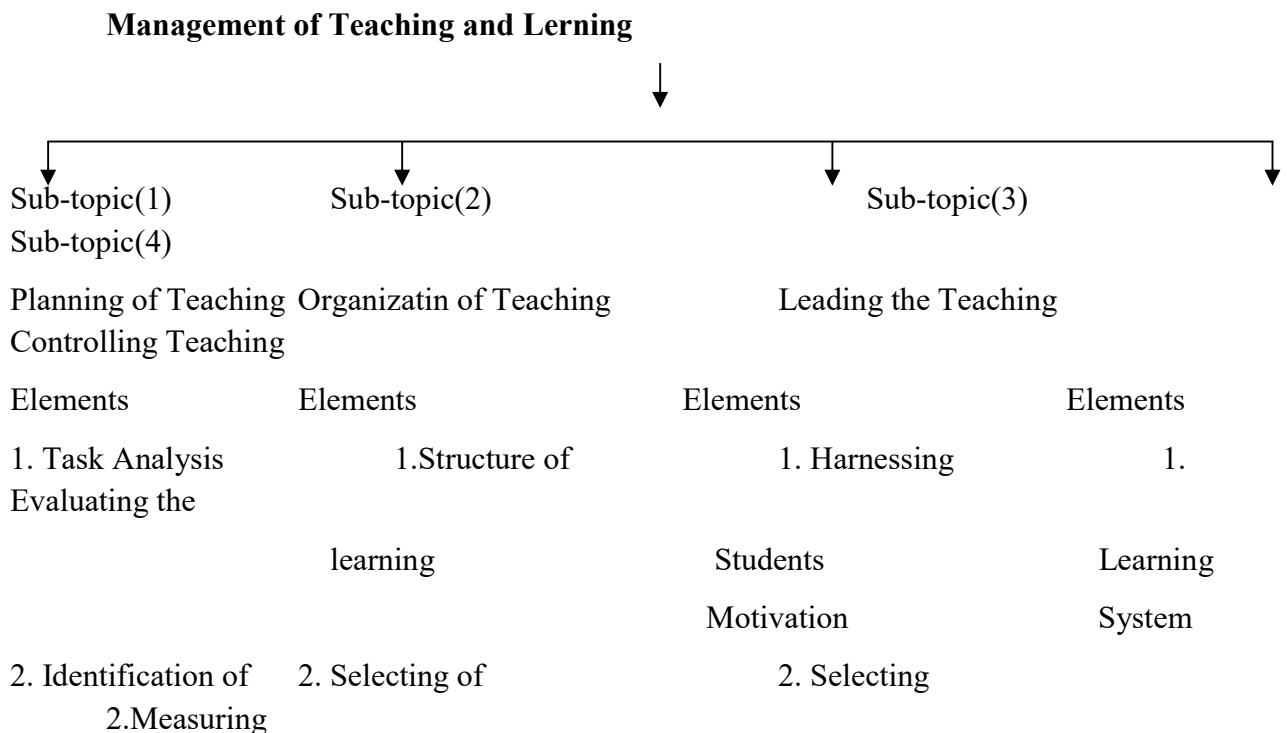 Management of Teaching and Lerning
Sub-topic(1) Sub-topic(2) Sub-topic(3)
Sub-topic(4)
Planning of Teaching Organizatin of Teaching Leading the Teaching
Controlling Teaching
Elements Elements Elements Elements
1. Task Analysis 1.Structure of 1. Harnessing 1.
Evaluating the
learning Students Learning
Motivation System
2. Identification of 2. Selecting of 2. Selecting
2.Measuring